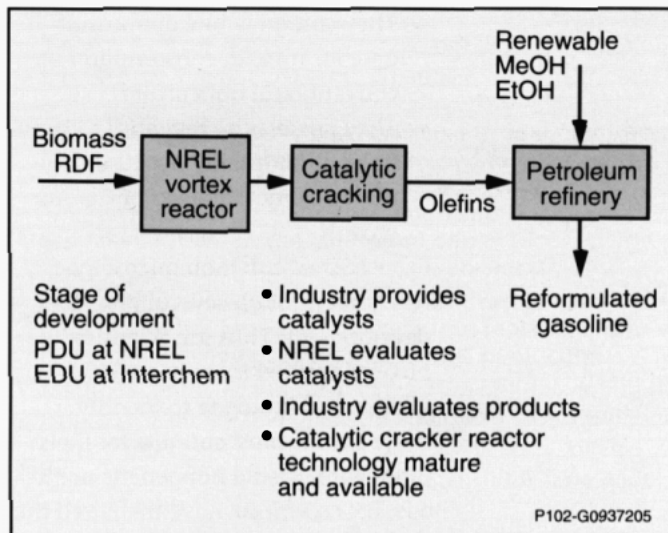 Renewable
MeOH
EtOH
Biomass
RDF
NREL
vortex
reactor
Catalytic
cracking
Olefins
Petroleum
refinery
Reformulated
gasoline
Stage of
development
PDU at NREL
EDU at Interchem
• Industry provides
catalysts
• NREL evaluates
catalysts
• Industry evaluates products
• Catalytic cracker reactor
technology mature
and available
P102-G0937205